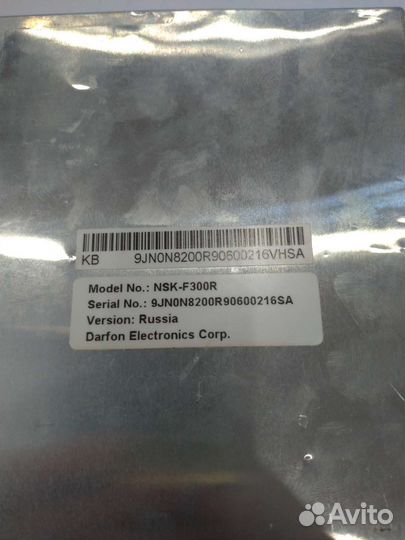 KB 9JN0N8200R90600216VHSA
Model No.: NSK-F300R
Serial No.: 9JN0N8200R90600216SA
Version: Russia
Darfon Electronics Corp.
Avito